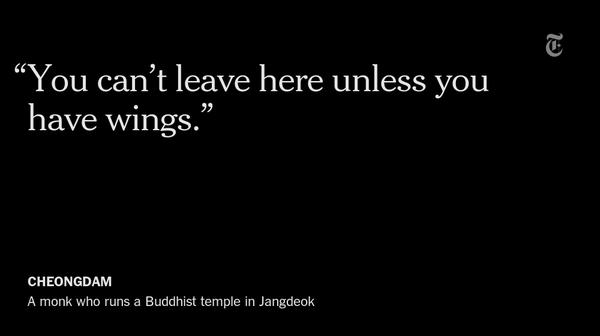 “You can’t leave here unless you
have wings.”
CHEONGDAM
A monk who runs a Buddhist temple in Jangdeok